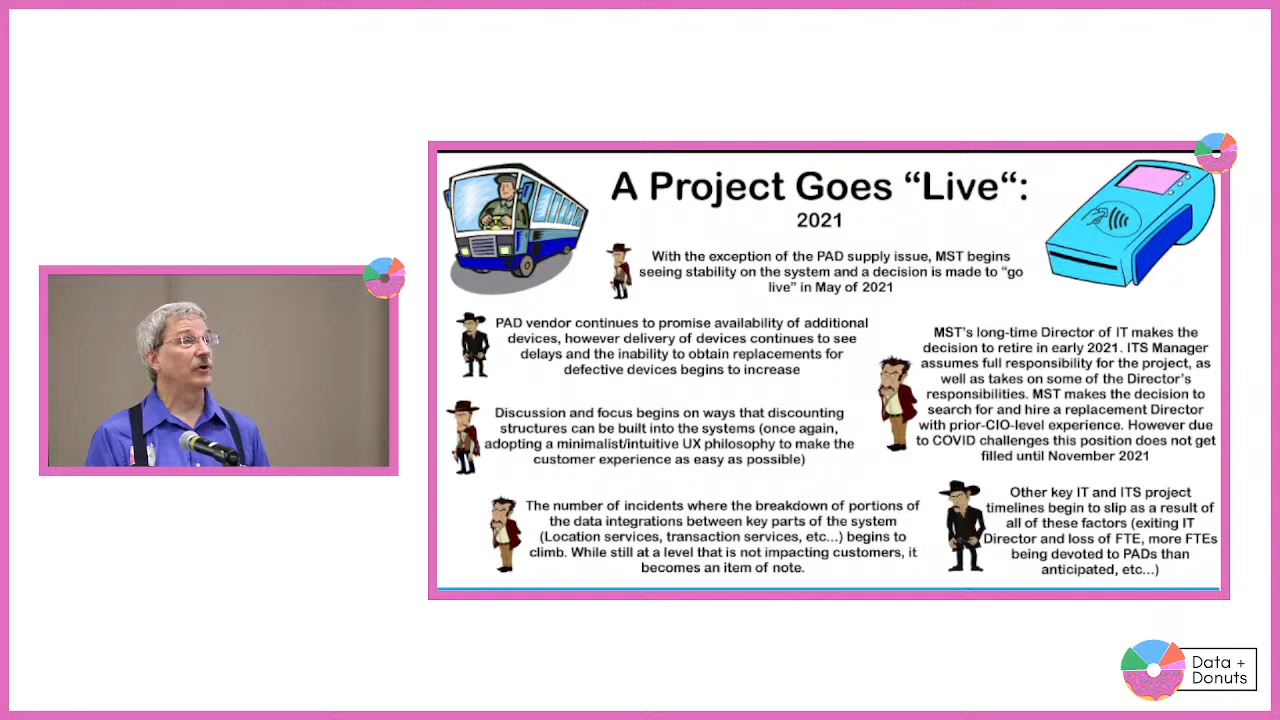 A Project Goes “Live“:
2021
With the exception of the PAD supply issue, MST begins
seeing stability on the system and a decision is made to “go
live” in May of 2021
PAD vendor continues to promise availability of additional
devices, however delivery of devices continues to see
delays and the inability to obtain replacements for
defective devices begins to increase
Discussion and focus begins on ways that discounting
structures can be built into the systems (once again,
adopting a minimalist/intuitive UX philosophy to make the
customer experience as easy as possible)
The number of incidents where the breakdown of portions of
the data integrations between key parts of the system
(Location services, transaction services, etc...) begins to
climb. While still at a level that is not impacting customers, it
becomes an item of note.
MST’s long-time Director of IT makes the
decision to retire in early 2021. ITS Manager
assumes full responsibility for the project, as
well as takes on some of the Director’s
responsibilities. MST makes the decision to
search for and hire a replacement Director
with prior-CIO-level experience. However due
to COVID challenges this position does not get
filled until November 2021
Other key IT and ITS project
timelines begin to slip as a result of
all of these factors (exiting IT
Director and loss of FTE, more FTEs
being devoted to PADs than
anticipated, etc...)
Data +
Donuts